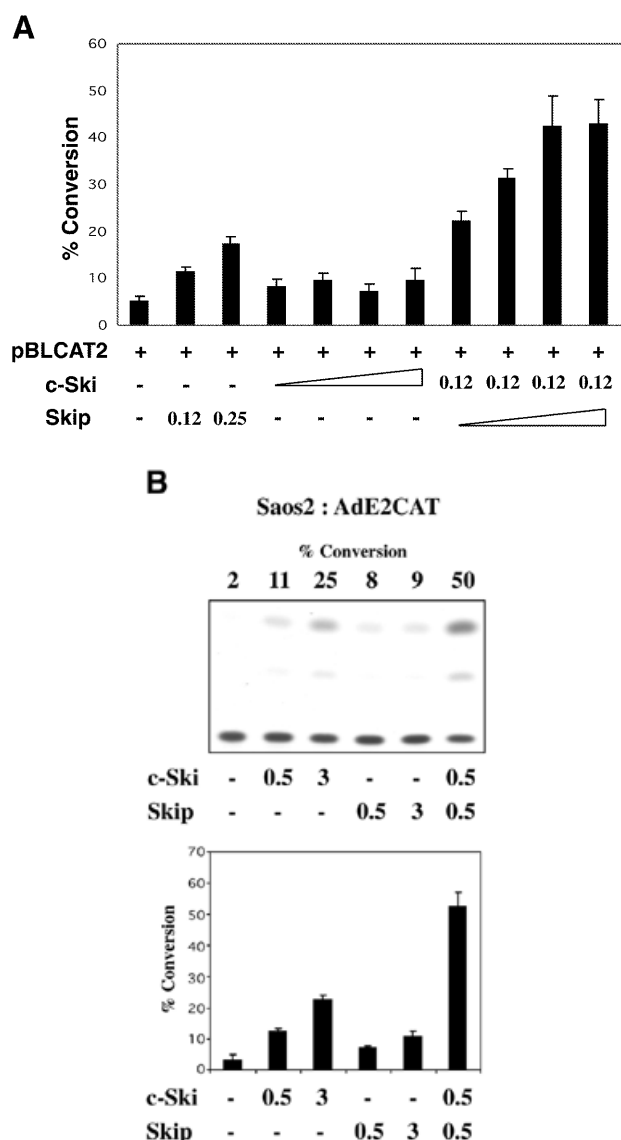 A
60
50
40
30
20
10
0
% Conversion
pBLCAT2 + + + + + + + + + + +
c-Ski - - - 0.12 0.12 0.12 0.12
Skip - 0.12 0.25 - - - -
B
Saos2 : AdE2CAT
% Conversion
2 11 25 8 9 50
c-Ski - 0.5 3 - - 0.5
Skip - - - 0.5 3 0.5
70
60
50
40
30
20
10
0
% Conversion
c-Ski - 0.5 3 - - 0.5
Skip - - - 0.5 3 0.5